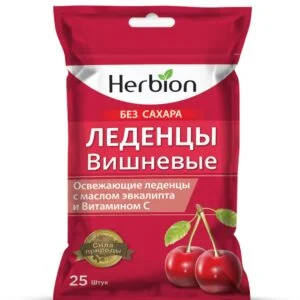 Herbion
БЕЗ САХАРА
ЛЕДЕНЦЫ
Вишневые
Освежающие леденцы
с маслом эвкалипта
и Витамином С
Сила
природы
25 Штук